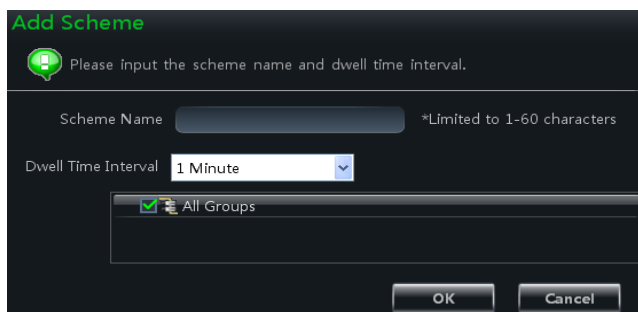 Add Scheme
Please input the scheme name and dwell time interval.
Scheme Name *Limited to 1-60 characters
Dwell Time Interval 1 Minute
All Groups
OK Cancel